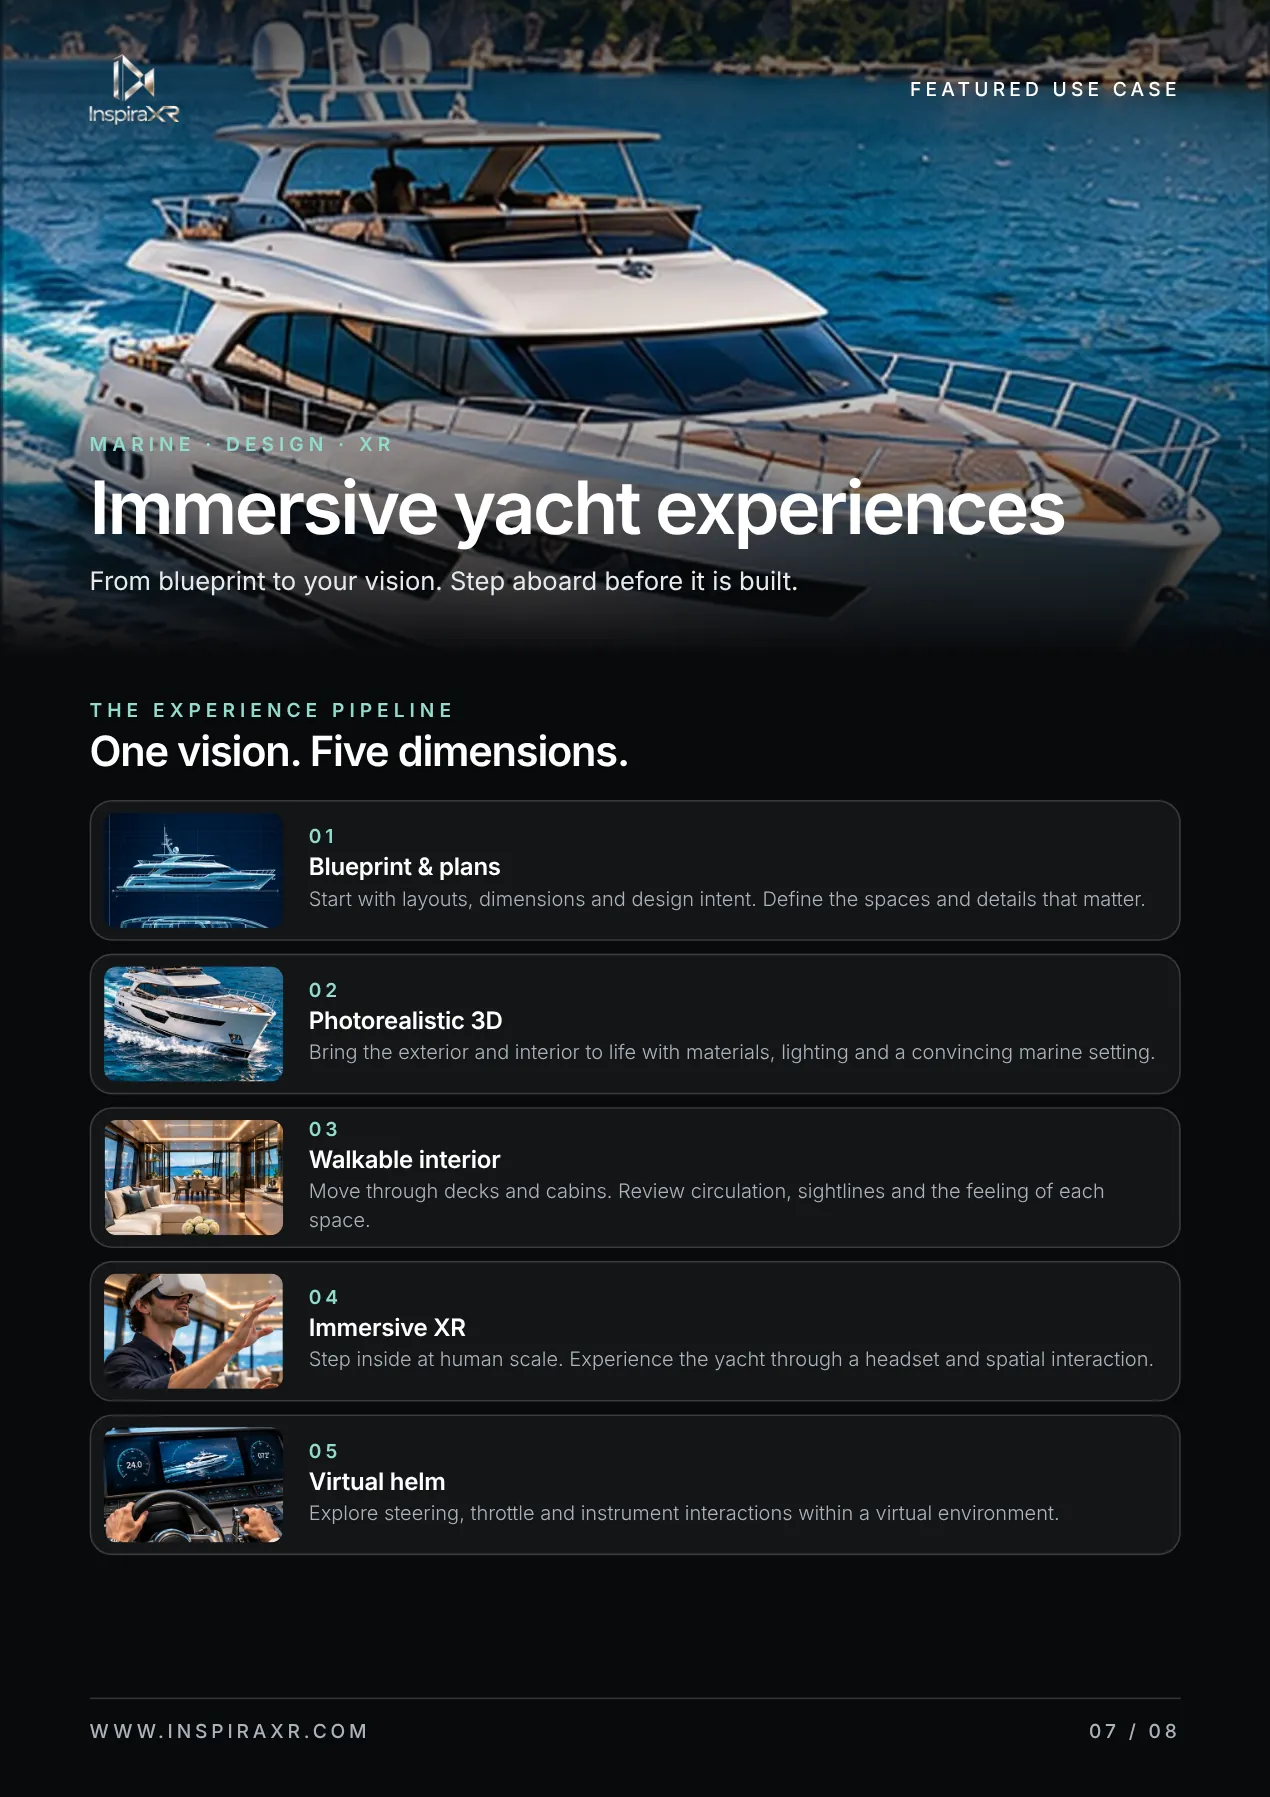 InspiraXR
FEATURED USE CASE
MARINE · DESIGN · XR
Immersive yacht experiences
From blueprint to your vision. Step aboard before it is built.
THE EXPERIENCE PIPELINE
One vision. Five dimensions.
01
Blueprint & plans
Start with layouts, dimensions and design intent. Define the spaces and details that matter.
02
Photorealistic 3D
Bring the exterior and interior to life with materials, lighting and a convincing marine setting.
03
Walkable interior
Move through decks and cabins. Review circulation, sightlines and the feeling of each
space.
04
Immersive XR
Step inside at human scale. Experience the yacht through a headset and spatial interaction.
24.0
05
Virtual helm
Explore steering, throttle and instrument interactions within a virtual environment.
WWW.INSPIRAXR.COM
07 / 08